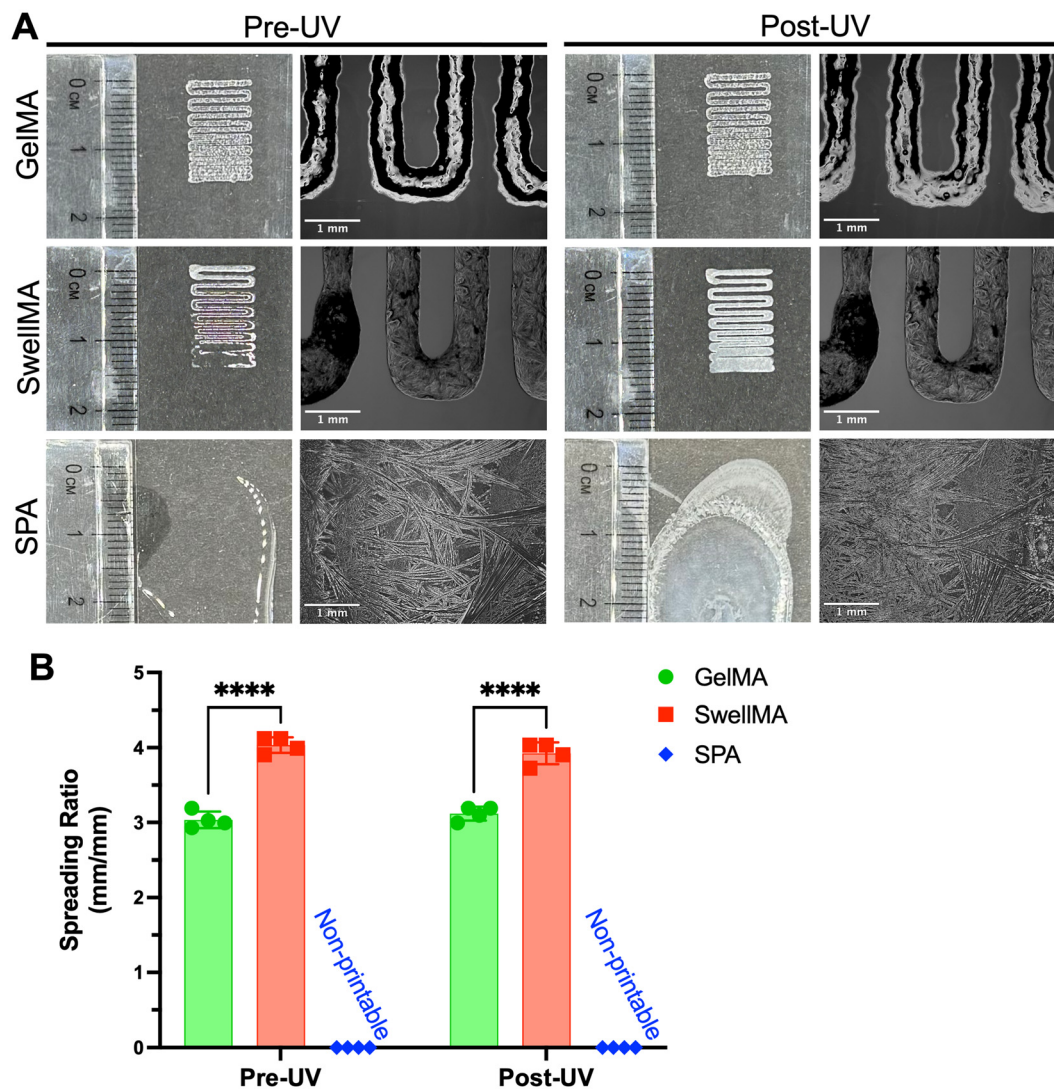 A
Pre-UV
Post-UV
GelMA
0 CM
1
2
1 mm
0 CM
1
2
1 mm
SwellMA
0 CM
1
2
1 mm
0 CM
1
2
1 mm
SPA
0 CM
1
2
1 mm
0 CM
1
2
1 mm
B
Spreading Ratio
(mm/mm)
5
4
3
2
1
0
****
****
Non-printable
Non-printable
Pre-UV
Post-UV
GelMA
SwellMA
SPA